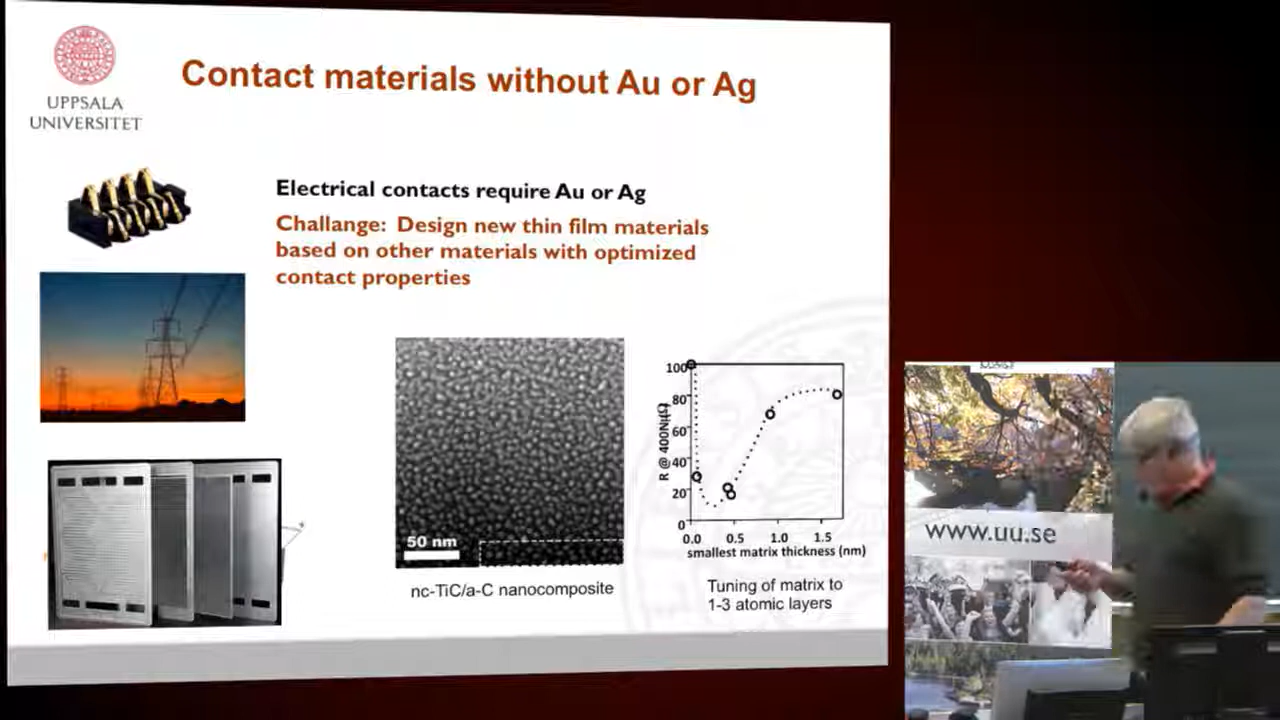 UPPSALA
UNIVERSITET
Contact materials without Au or Ag
Electrical contacts require Au or Ag
Challange: Design new thin film materials
based on other materials with optimized
contact properties
50 nm
nc-TiC/a-C nanocomposite
100
80
60
40
20
0
0.0 0.5 1.0 1.5
smallest matrix thickness (nm)
Tuning of matrix to
1-3 atomic layers
www.uu.se